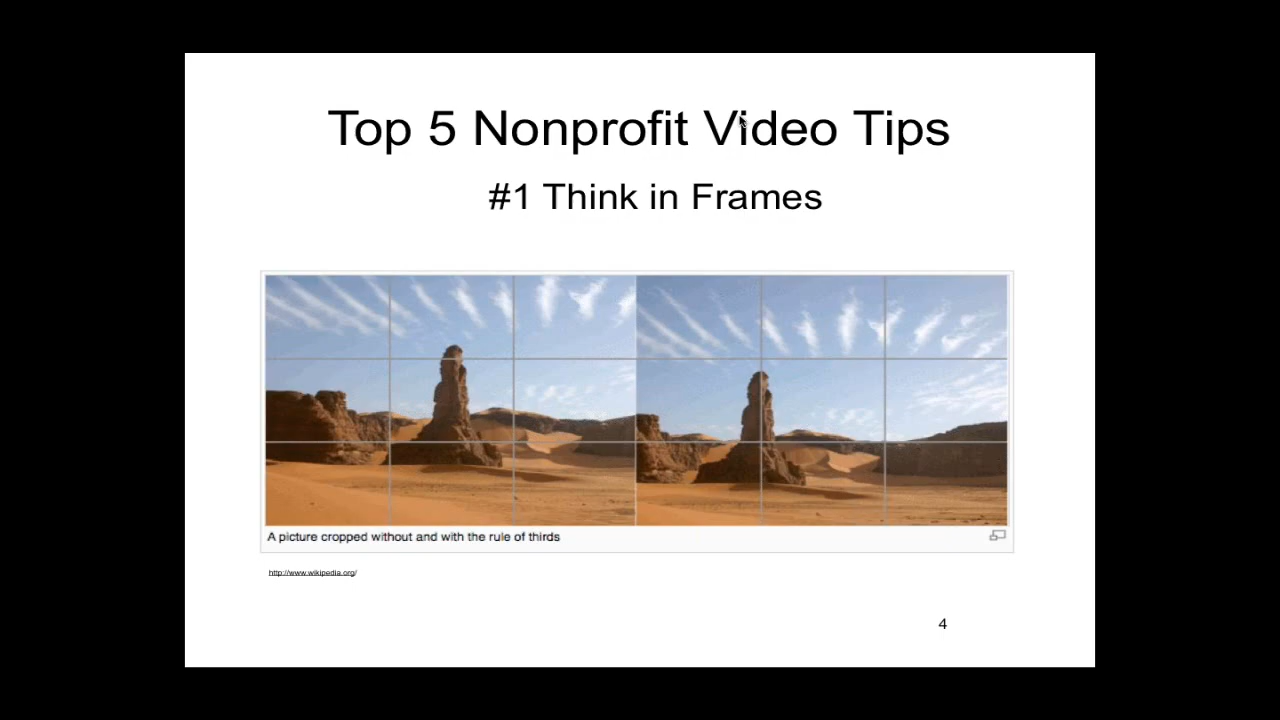 Top 5 Nonprofit Video Tips
#1 Think in Frames
A picture cropped without and with the rule of thirds
http://www.wikipedia.org/
4